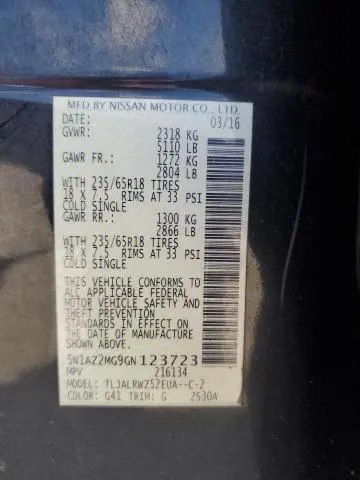 MFD BY NISSAN MOTOR CO., LTD.
DATE: 03/16
GVWR: 2318 KG
5110 LB
GAWR FR.: 1272 KG
2804 LB
WITH 235/65R18 TIRES
18 X 7.5 RIMS AT 33 PSI
COLD SINGLE
GAWR RR.: 1300 KG
2866 LB
WITH 235/65R18 TIRES
18 X 7.5 RIMS AT 33 PSI
COLD SINGLE
THIS VEHICLE CONFORMS TO
ALL APPLICABLE FEDERAL
MOTOR VEHICLE SAFETY AND
THEFT PREVENTION
STANDARDS IN EFFECT ON
THE DATE OF MANUFACTURE
SHOWN ABOVE.
5N1AZ2MG9GN123723
MPV 216134
MODEL: TLJALRWZ52EUA--C-2
COLOR: G41 TRIM: G 2S30A